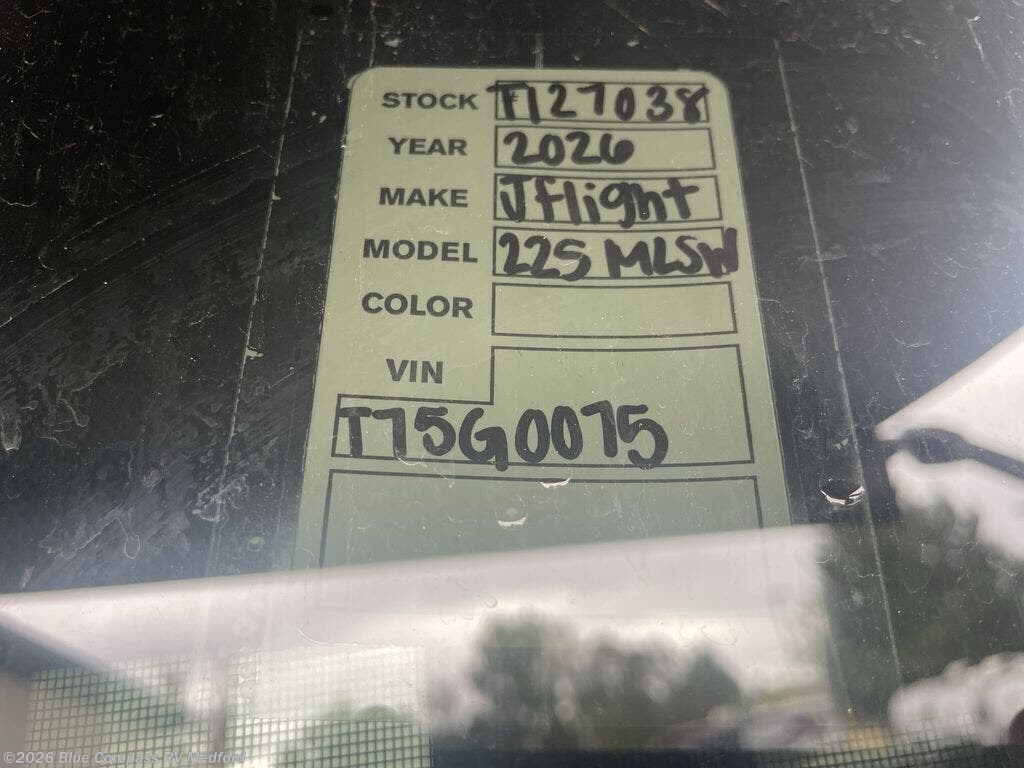 STOCK T127038
YEAR 2026
MAKE Jflight
MODEL 225 MLSW
COLOR
VIN
T75G0075
©2026 Blue Compass RV Medford